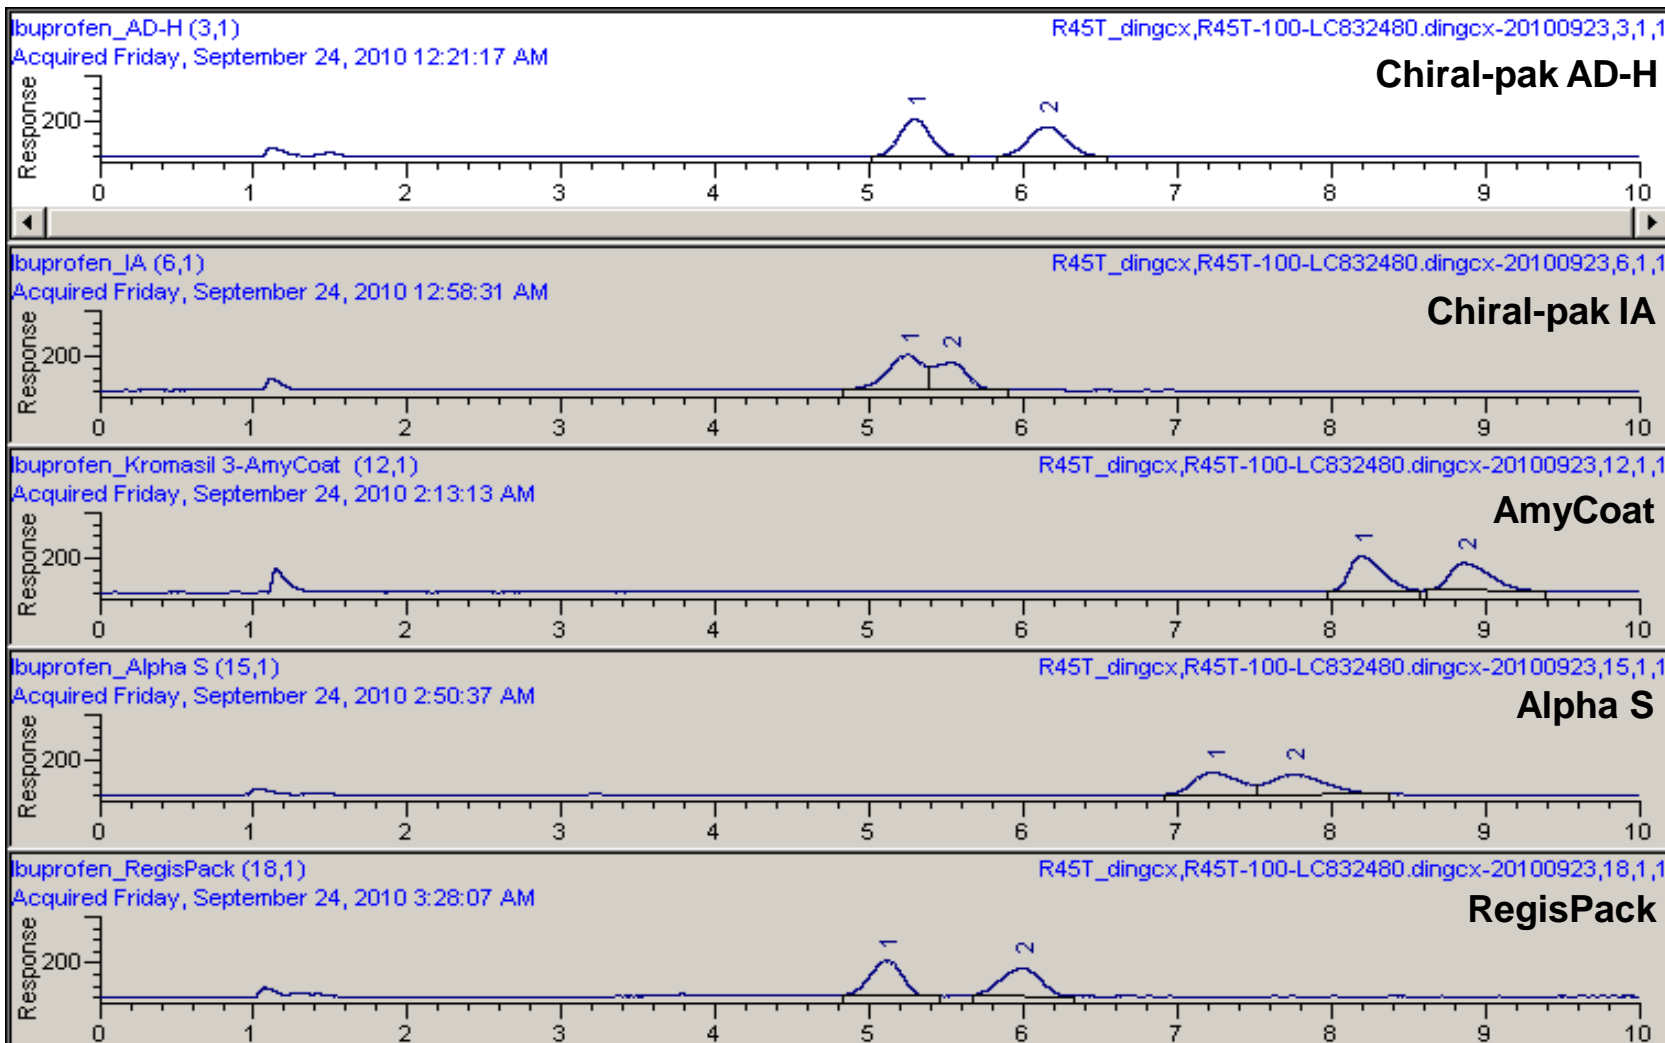 Ibuprofen_AD-H (3,1) R45T_dingcx,R45T-100-LC832480.dingcx-20100923,3,1,1
Acquired Friday, September 24, 2010 12:21:17 AM
Chiral-pak AD-H
Response
200
1 2
0 1 2 3 4 5 6 7 8 9 10
Ibuprofen_IA (6,1) R45T_dingcx,R45T-100-LC832480.dingcx-20100923,6,1,1
Acquired Friday, September 24, 2010 12:58:31 AM
Chiral-pak IA
Response
200
1 2
0 1 2 3 4 5 6 7 8 9 10
Ibuprofen_Kromasil 3-AmyCoat (12,1) R45T_dingcx,R45T-100-LC832480.dingcx-20100923,12,1,1
Acquired Friday, September 24, 2010 2:13:13 AM
AmyCoat
Response
200
1 2
0 1 2 3 4 5 6 7 8 9 10
Ibuprofen_Alpha S (15,1) R45T_dingcx,R45T-100-LC832480.dingcx-20100923,15,1,1
Acquired Friday, September 24, 2010 2:50:37 AM
Alpha S
Response
200
1 2
0 1 2 3 4 5 6 7 8 9 10
Ibuprofen_RegisPack (18,1) R45T_dingcx,R45T-100-LC832480.dingcx-20100923,18,1,1
Acquired Friday, September 24, 2010 3:28:07 AM
RegisPack
Response
200
1 2
0 1 2 3 4 5 6 7 8 9 10